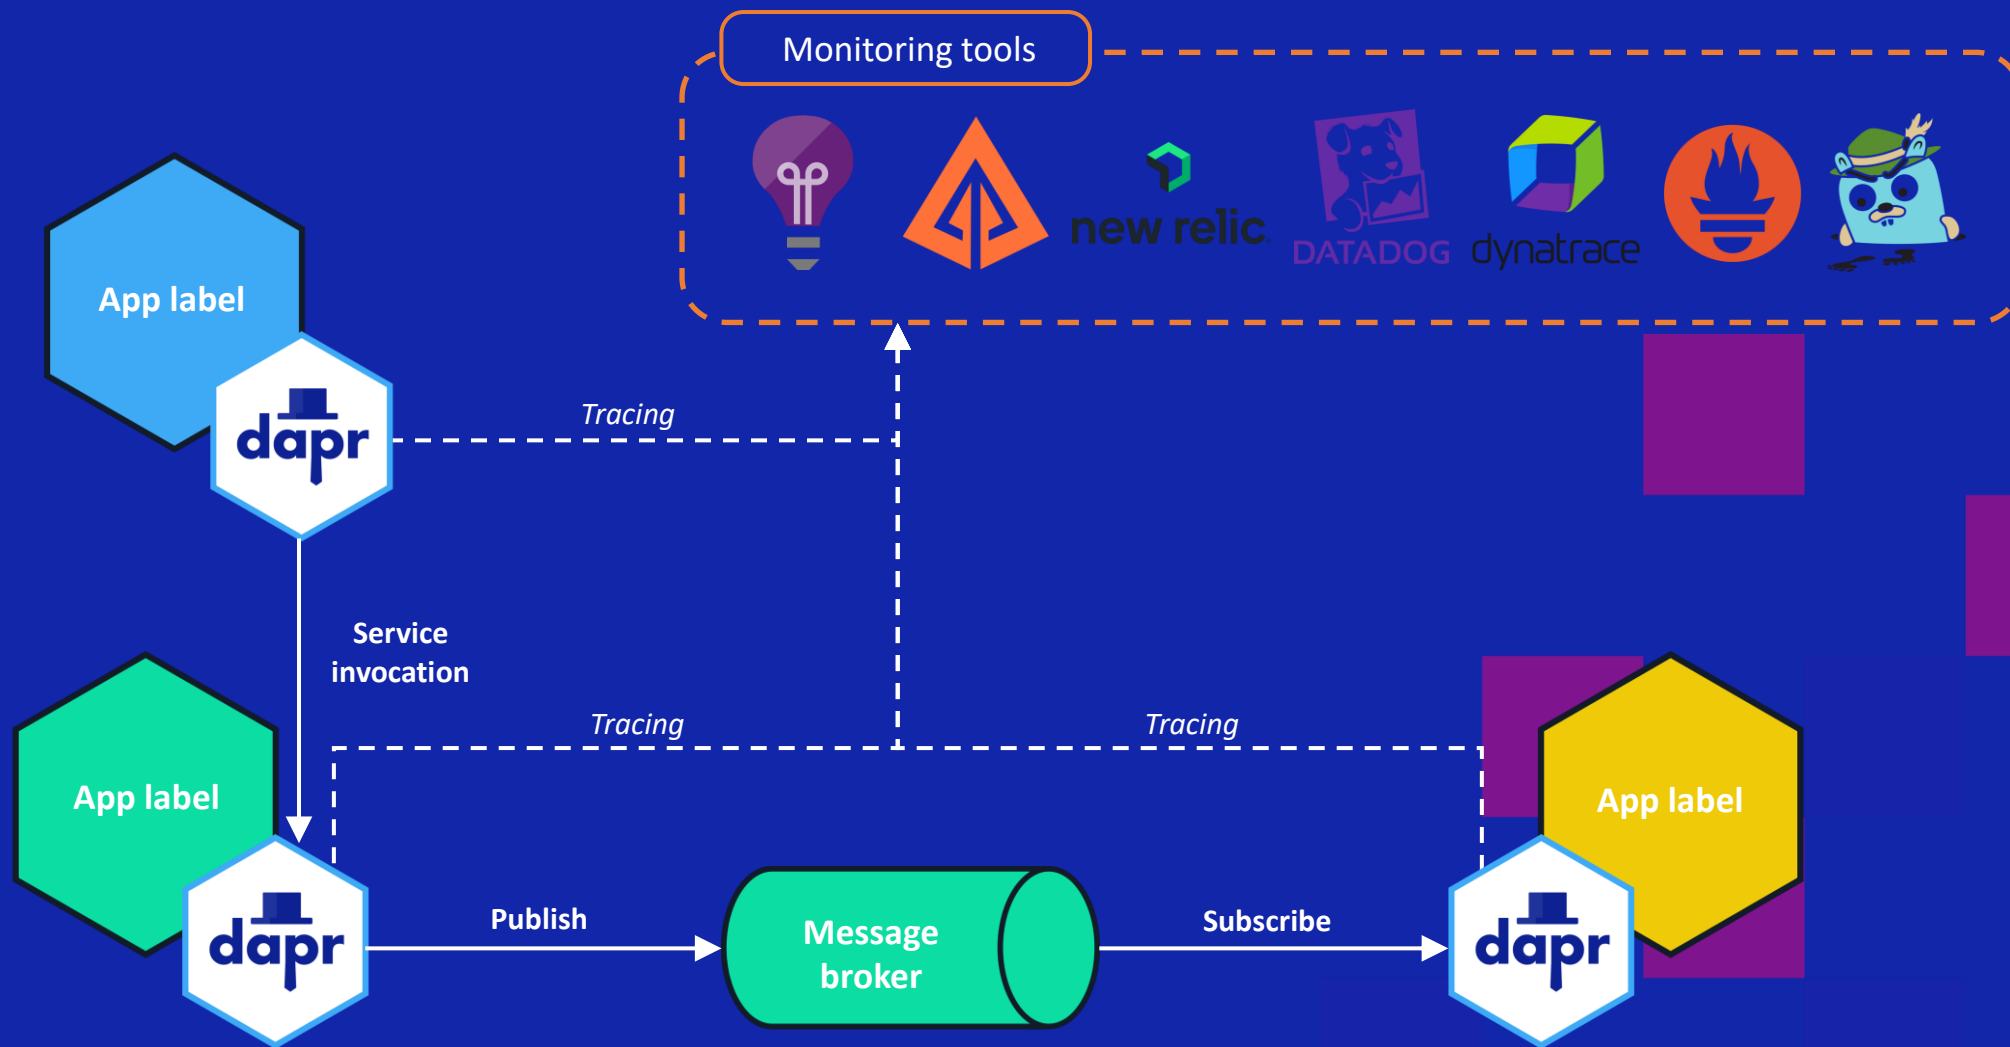 Monitoring tools
new relic
DATADOG
dynatrace
App label
dapr
Tracing
Service
invocation
Tracing
Tracing
App label
App label
dapr
Publish
Message
broker
Subscribe
dapr